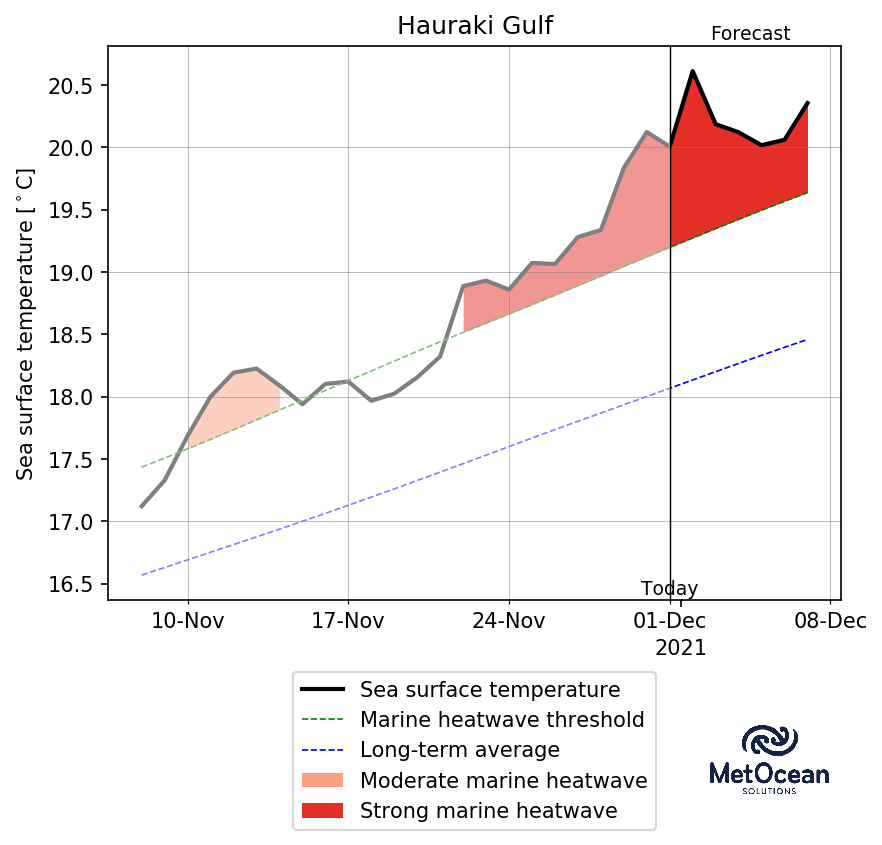 Hauraki Gulf
Forecast
Sea surface temperature [°C]
20.5
20.0
19.5
19.0
18.5
18.0
17.5
17.0
16.5
Today
10-Nov 17-Nov 24-Nov 01-Dec 08-Dec
2021
Sea surface temperature
Marine heatwave threshold
Long-term average
Moderate marine heatwave
Strong marine heatwave
MetOcean
SOLUTIONS